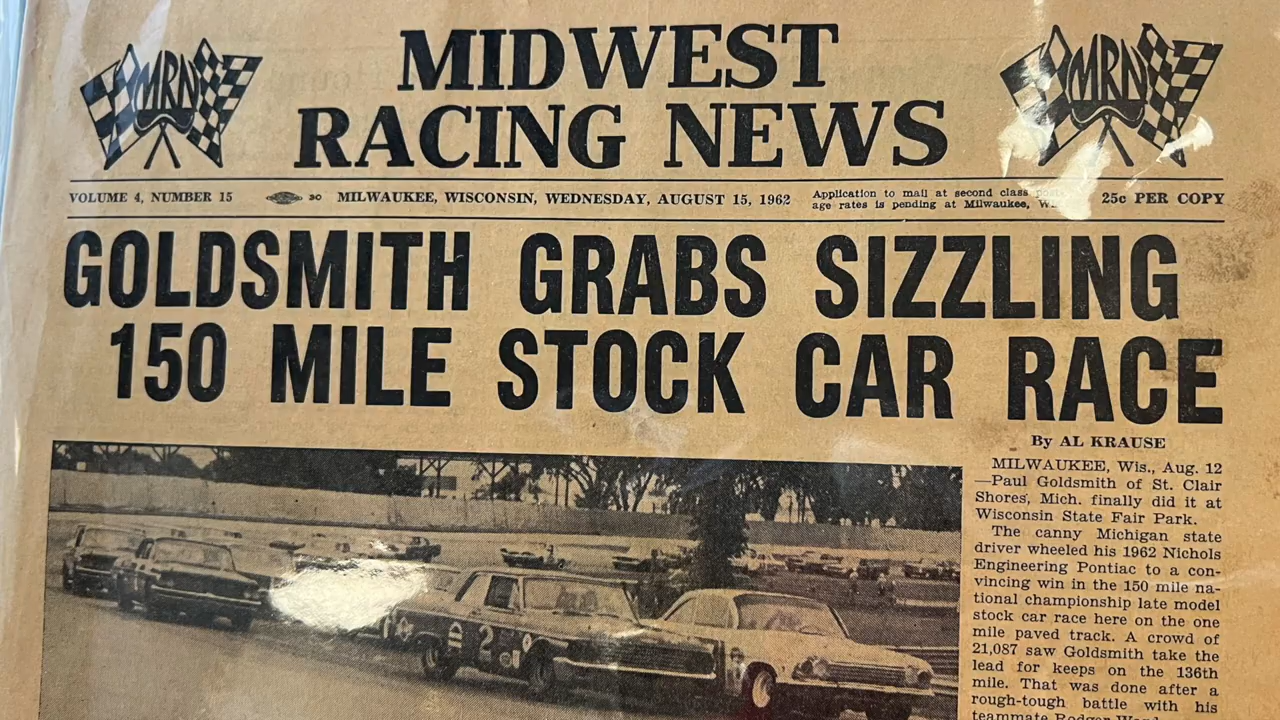 MRN
MIDWEST
RACING NEWS
MRN
VOLUME 4, NUMBER 15
30
MILWAUKEE, WISCONSIN, WEDNESDAY, AUGUST 15, 1962
Application to mail at second class
age rates is pending at Milwaukee,
25c PER COPY
GOLDSMITH GRABS SIZZLING
150 MILE STOCK CAR RACE
By AL KRAUSE
MILWAUKEE, Wis., Aug. 12
—Paul Goldsmith of St. Clair
Shores, Mich. finally did it at
Wisconsin State Fair Park.
The canny Michigan state
driver wheeled his 1962 Nichols
Engineering Pontiac to a con-
vincing win in the 150 mile na-
tional championship late model
stock car race here on the one
mile paved track. A crowd of
21,087 saw Goldsmith take the
lead for keeps on the 136th
mile. That was done after a
rough-tough battle with his
teammate Rodger
2